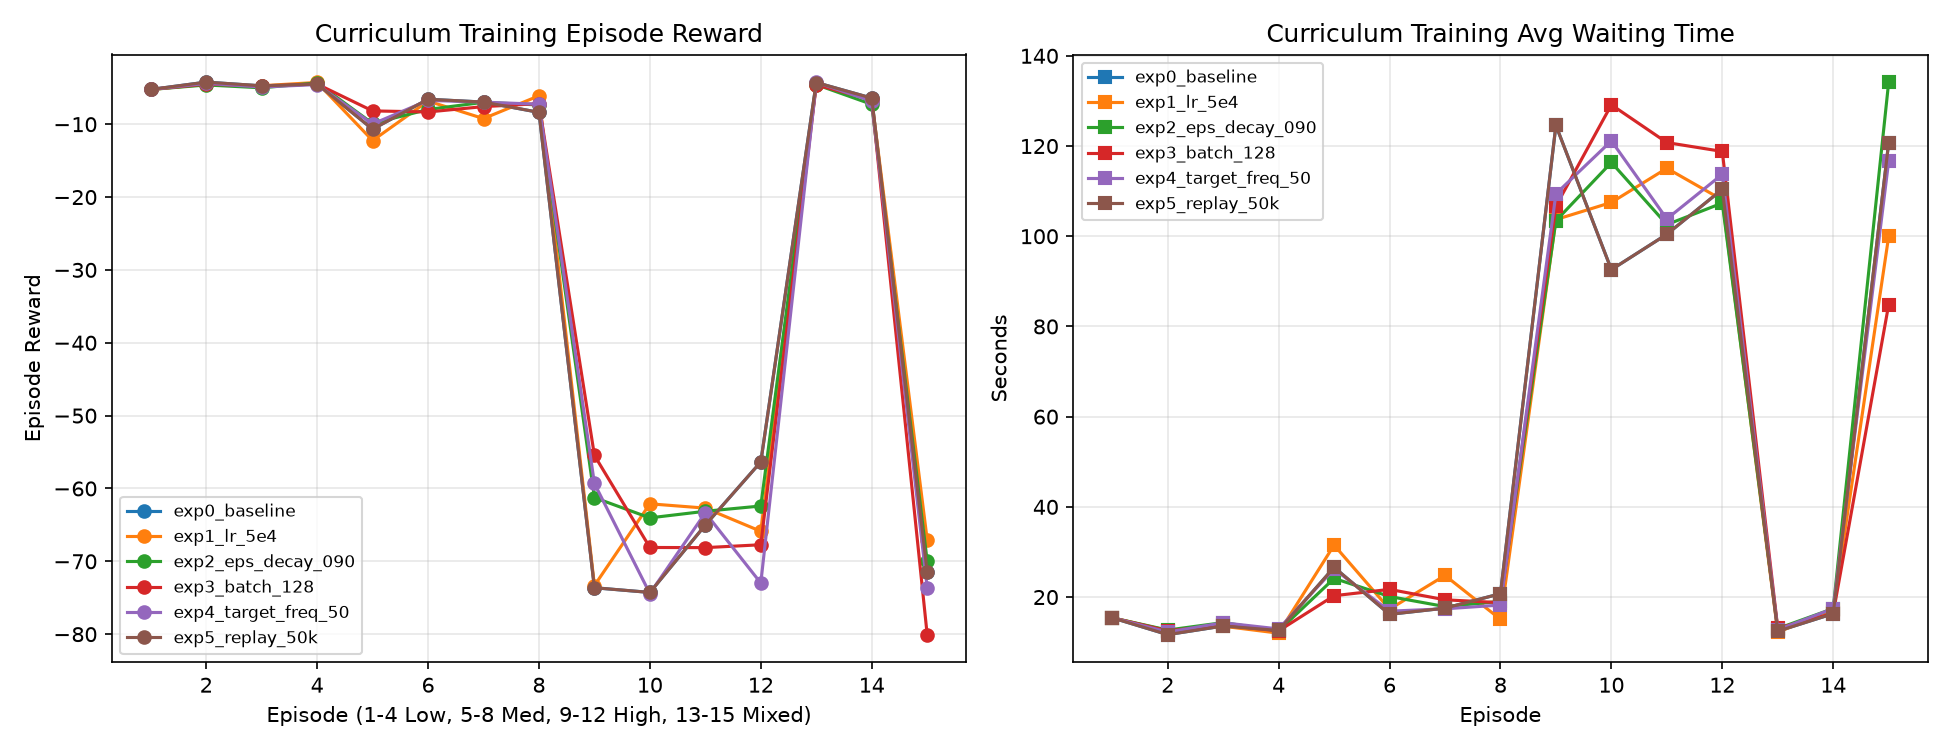 Curriculum Training Episode Reward
Episode Reward
−10
−20
−30
−40
−50
−60
−70
−80
exp0_baseline
exp1_lr_5e4
exp2_eps_decay_090
exp3_batch_128
exp4_target_freq_50
exp5_replay_50k
2 4 6 8 10 12 14
Episode (1-4 Low, 5-8 Med, 9-12 High, 13-15 Mixed)
Curriculum Training Avg Waiting Time
Seconds
140
120
100
80
60
40
20
exp0_baseline
exp1_lr_5e4
exp2_eps_decay_090
exp3_batch_128
exp4_target_freq_50
exp5_replay_50k
2 4 6 8 10 12 14
Episode